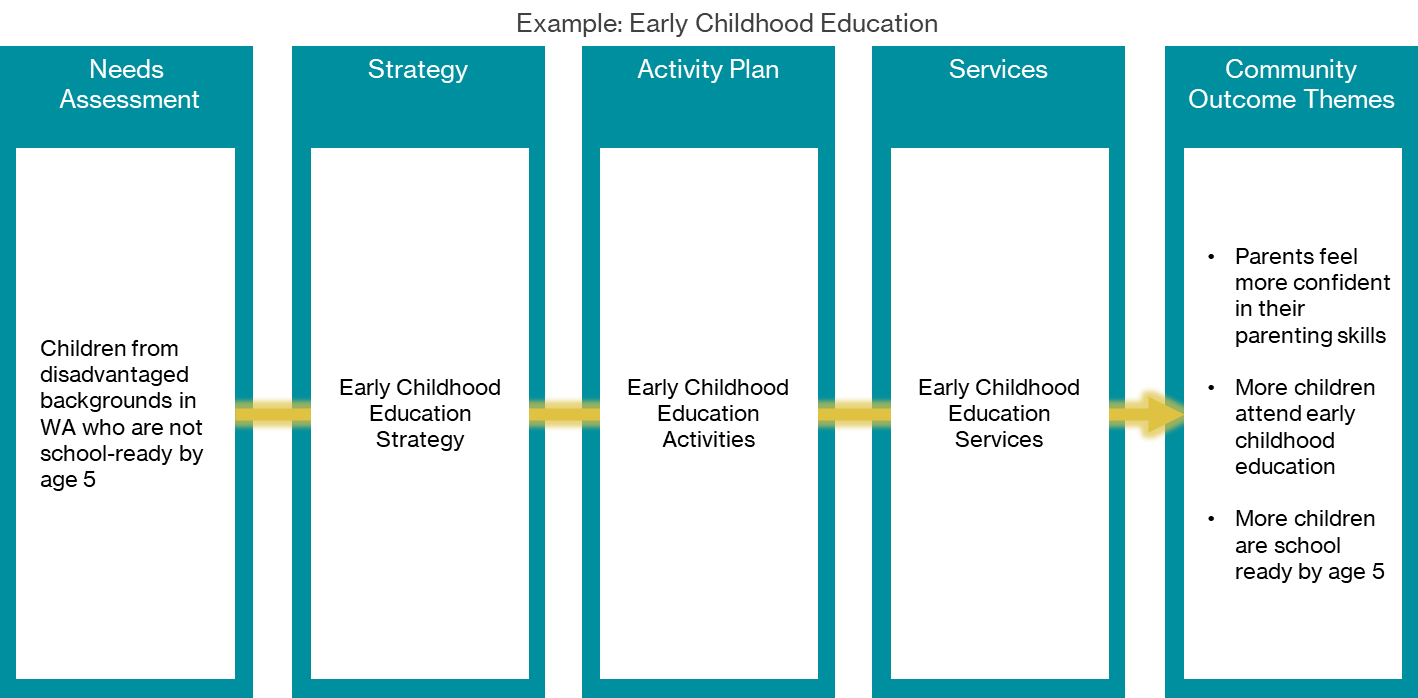 Example: Early Childhood Education
Needs
Assessment
Children from
disadvantaged
backgrounds in
WA who are not
school-ready by
age 5
Strategy
Early Childhood
Education
Strategy
Activity Plan
Early Childhood
Education
Activities
Services
Early Childhood
Education
Services
Community
Outcome Themes
• Parents feel
more confident
in their
parenting skills
• More children
attend early
childhood
education
• More children
are school
ready by age 5